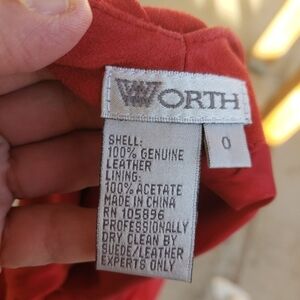 WORTH
0
SHELL:
100% GENUINE
LEATHER
LINING:
100% ACETATE
MADE IN CHINA
RN 105896
PROFESSIONALLY
DRY CLEAN BY
SUEDE/LEATHER
EXPERTS ONLY